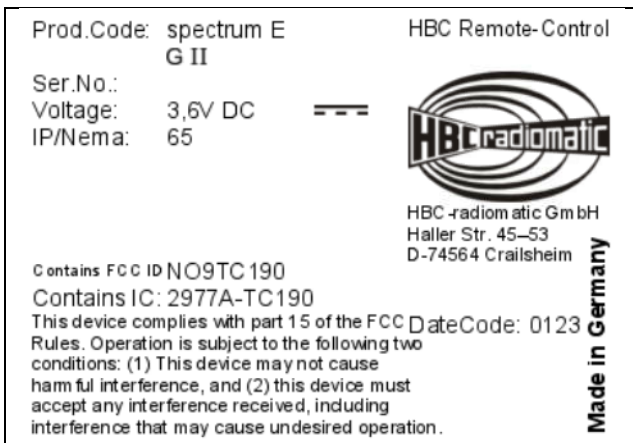 Prod.Code: spectrum E
G II
Ser.No.:
Voltage: 3,6V DC
IP/Nema: 65
HBC Remote-Control
HBC radiomatic
HBC-radiomatic GmbH
Haller Str. 45–53
D-74564 Crailsheim
Contains FCC ID NO9TC190
Contains IC: 2977A-TC190
This device complies with part 15 of the FCC
Rules. Operation is subject to the following two
conditions: (1) This device may not cause
harmful interference, and (2) this device must
accept any interference received, including
interference that may cause undesired operation.
DateCode: 0123
Made in Germany